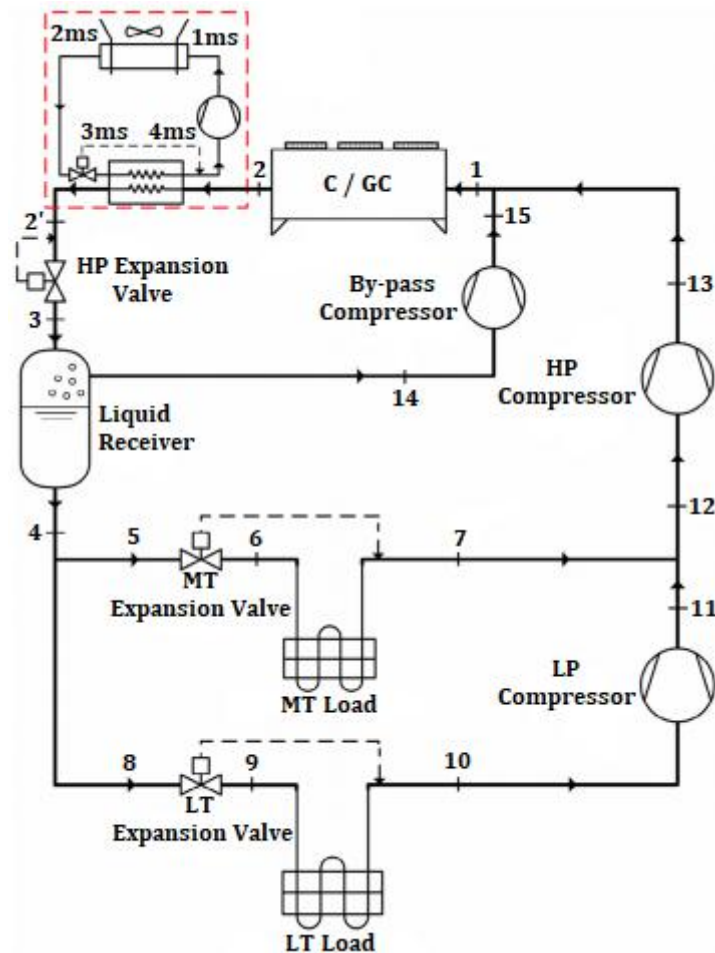 2ms
1ms
3ms
4ms
2
C / GC
1
15
2'
HP Expansion
Valve
By-pass
Compressor
13
3
HP
Compressor
14
Liquid
Receiver
12
4
5
6
7
MT
Expansion Valve
11
LP
Compressor
MT Load
8
9
10
LT
Expansion Valve
LT Load